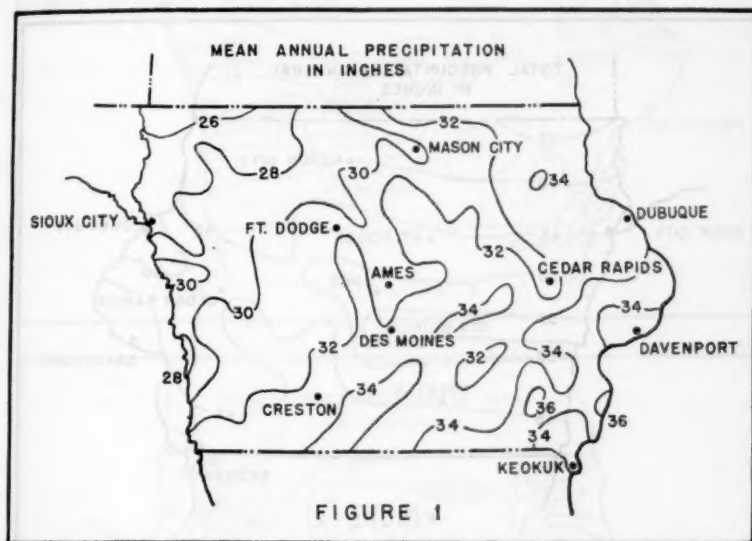 MEAN ANNUAL PRECIPITATION
IN INCHES
26
32
MASON CITY
28
30
34
SIOUX CITY
FT. DODGE
DUBUQUE
32
30
AMES
CEDAR RAPIDS
30
34
34
32
DES MOINES
DAVENPORT
32
34
28
34
CRESTON
36
36
34
34
KEOKUK
FIGURE 1